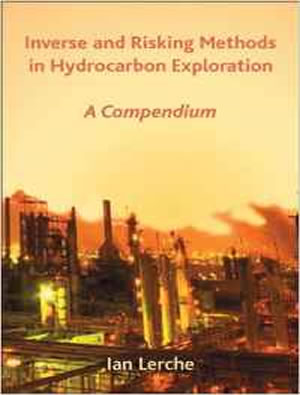 Inverse and Risking Methods
in Hydrocarbon Exploration
A Compendium
Ian Lerche